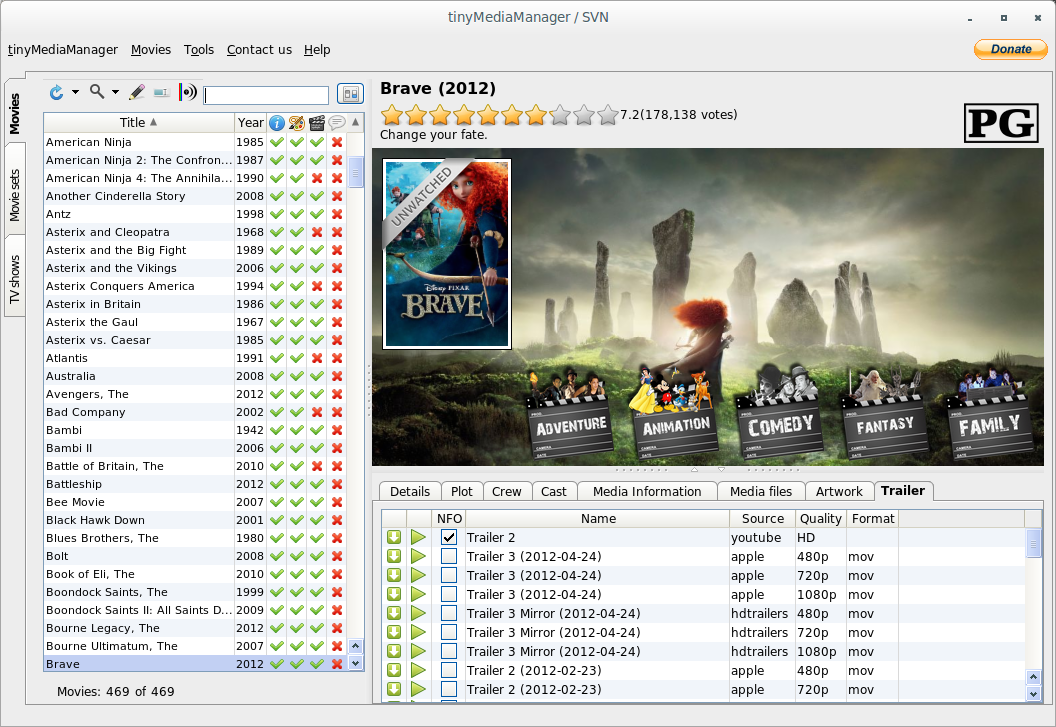 tinyMediaManager / SVN
tinyMediaManager Movies Tools Contact us Help
Donate
Movies
Movie sets
TV shows
Title Year
American Ninja 1985
American Ninja 2: The Confron... 1987
American Ninja 4: The Annihila... 1990
Another Cinderella Story 2008
Antz 1998
Asterix and Cleopatra 1968
Asterix and the Big Fight 1989
Asterix and the Vikings 2006
Asterix Conquers America 1994
Asterix in Britain 1986
Asterix the Gaul 1967
Asterix vs. Caesar 1985
Atlantis 1991
Australia 2008
Avengers, The 2012
Bad Company 2002
Bambi 1942
Bambi II 2006
Battle of Britain, The 2010
Battleship 2012
Bee Movie 2007
Black Hawk Down 2001
Blues Brothers, The 1980
Bolt 2008
Book of Eli, The 2010
Boondock Saints, The 1999
Boondock Saints II: All Saints D... 2009
Bourne Legacy, The 2012
Bourne Ultimatum, The 2007
Brave 2012
Movies: 469 of 469
Brave (2012)
7.2(178,138 votes)
Change your fate.
PG
UNWATCHED
Disney PIXAR
BRAVE
ADVENTURE
ANIMATION
COMEDY
FANTASY
FAMILY
Details Plot Crew Cast Media Information Media files Artwork Trailer
NFO Name Source Quality Format
Trailer 2 youtube HD
Trailer 3 (2012-04-24) apple 480p mov
Trailer 3 (2012-04-24) apple 720p mov
Trailer 3 (2012-04-24) apple 1080p mov
Trailer 3 Mirror (2012-04-24) hdtrailers 480p mov
Trailer 3 Mirror (2012-04-24) hdtrailers 720p mov
Trailer 3 Mirror (2012-04-24) hdtrailers 1080p mov
Trailer 2 (2012-02-23) apple 480p mov
Trailer 2 (2012-02-23) apple 720p mov